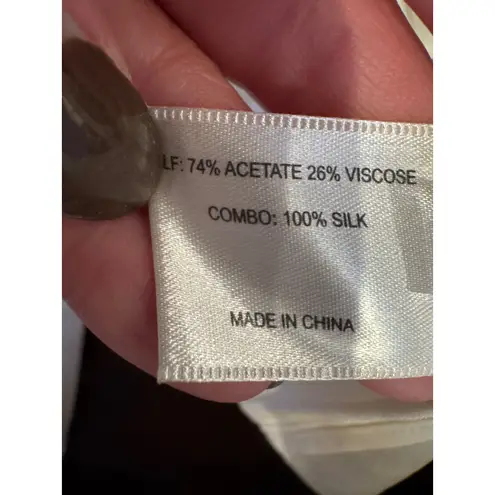 LF: 74% ACETATE 26% VISCOSE
COMBO: 100% SILK
MADE IN CHINA